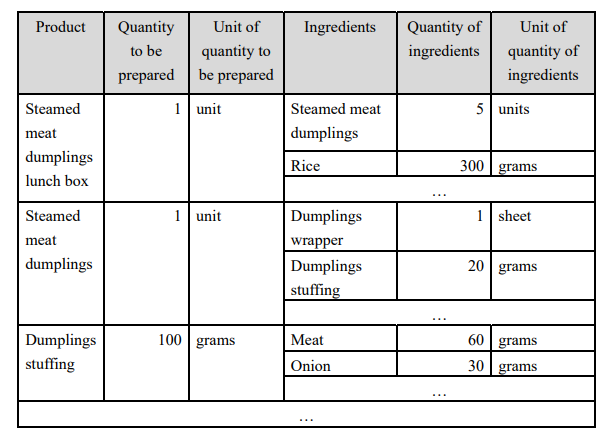 Product
Quantity
to be
prepared
Unit of
quantity to
be prepared
Ingredients
Quantity of
ingredients
Unit of
quantity of
ingredients
Steamed
meat
dumplings
lunch box
1
unit
Steamed meat
dumplings
5
units
Rice
300
grams
…
Steamed
meat
dumplings
1
unit
Dumplings
wrapper
1
sheet
Dumplings
stuffing
20
grams
…
Dumplings
stuffing
100
grams
Meat
60
grams
Onion
30
grams
…
…